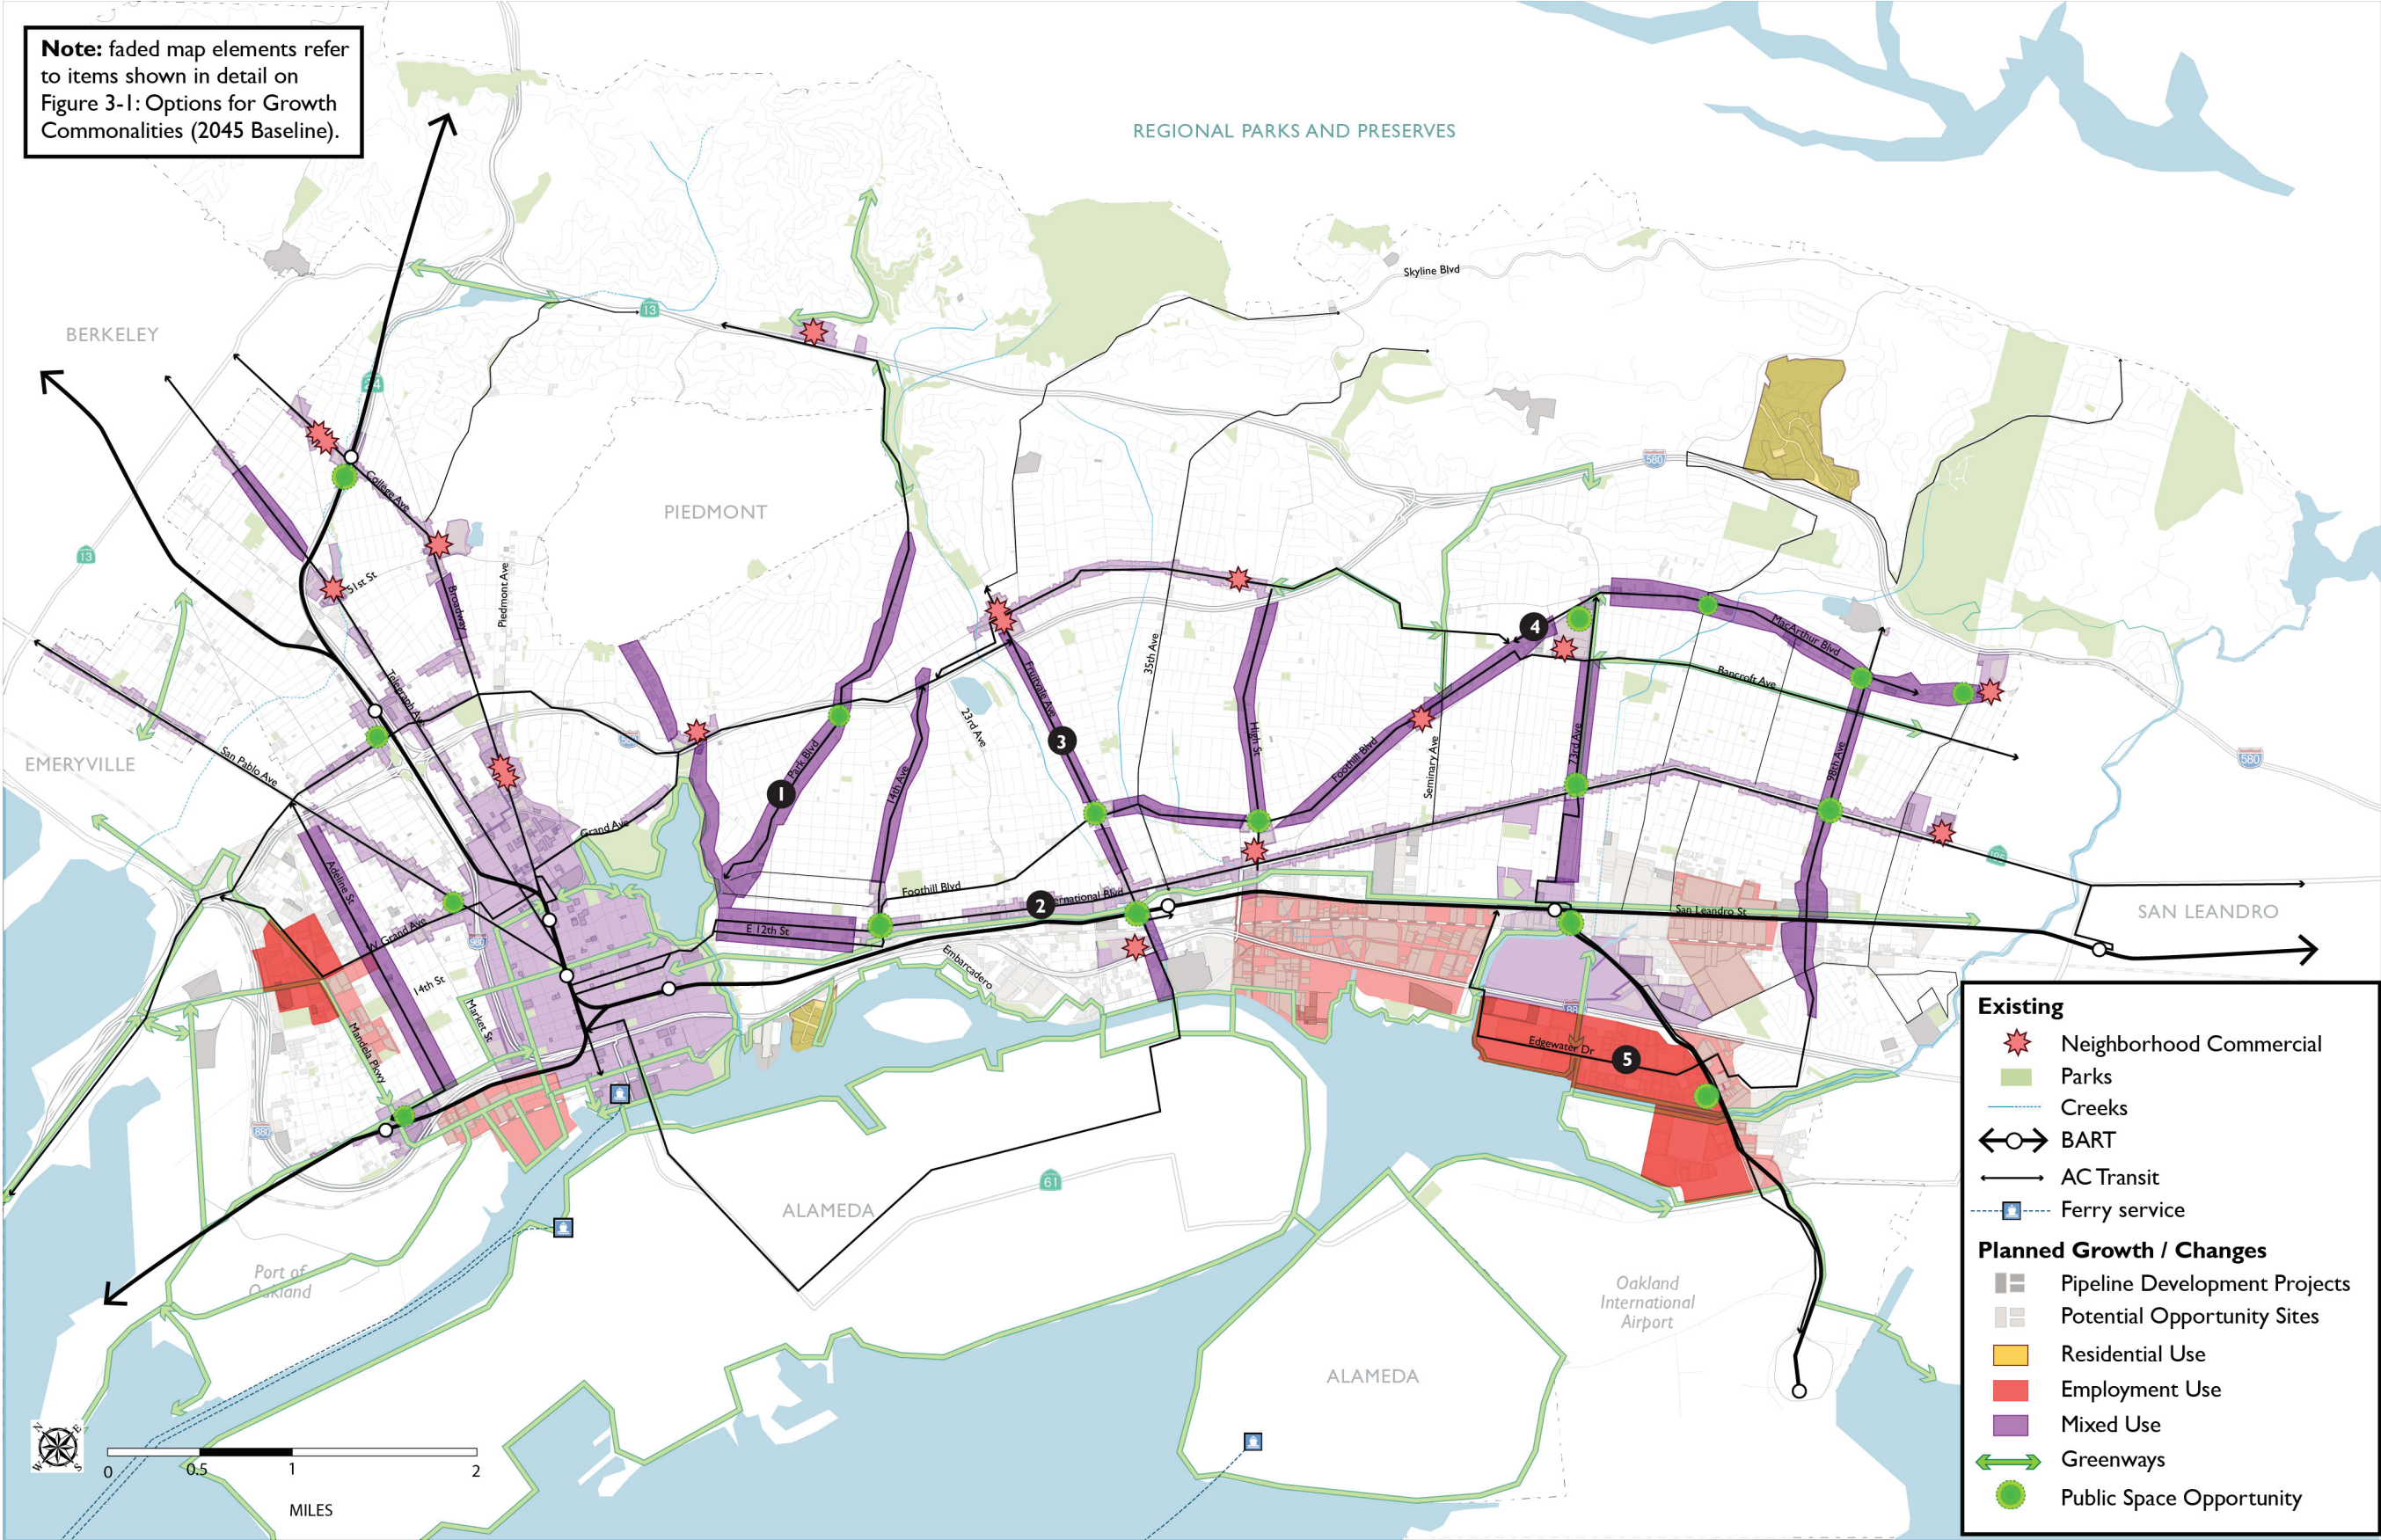 Note: faded map elements refer
to items shown in detail on
Figure 3-1: Options for Growth
Commonalities (2045 Baseline).
REGIONAL PARKS AND PRESERVES
Skyline Blvd
13
BERKELEY
24
College Ave
580
PIEDMONT
13
51st St
Broadway
Piedmont Ave
4
35th Ave
MacArthur Blvd
Fruitvale Ave
Bancroft Ave
Telegraph Ave
23rd Ave
3
High St
73rd Ave
580
580
EMERYVILLE
San Pablo Ave
Park Blvd
1
14th Ave
Foothill Blvd
Seminary Ave
98th Ave
Grand Ave
Adeline St
Foothill Blvd
2
ernational Blvd
San Leandro St
SAN LEANDRO
W Grand Ave
980
E 12th St
Embarcadero
14th St
Market St
Mandela Pkwy
Edgewater Dr
5
880
61
ALAMEDA
Port of
Oakland
Oakland
International
Airport
ALAMEDA
N
E
W
S
0
0.5
1
2
MILES
Existing
Neighborhood Commercial
Parks
Creeks
BART
AC Transit
Ferry service
Planned Growth / Changes
Pipeline Development Projects
Potential Opportunity Sites
Residential Use
Employment Use
Mixed Use
Greenways
Public Space Opportunity